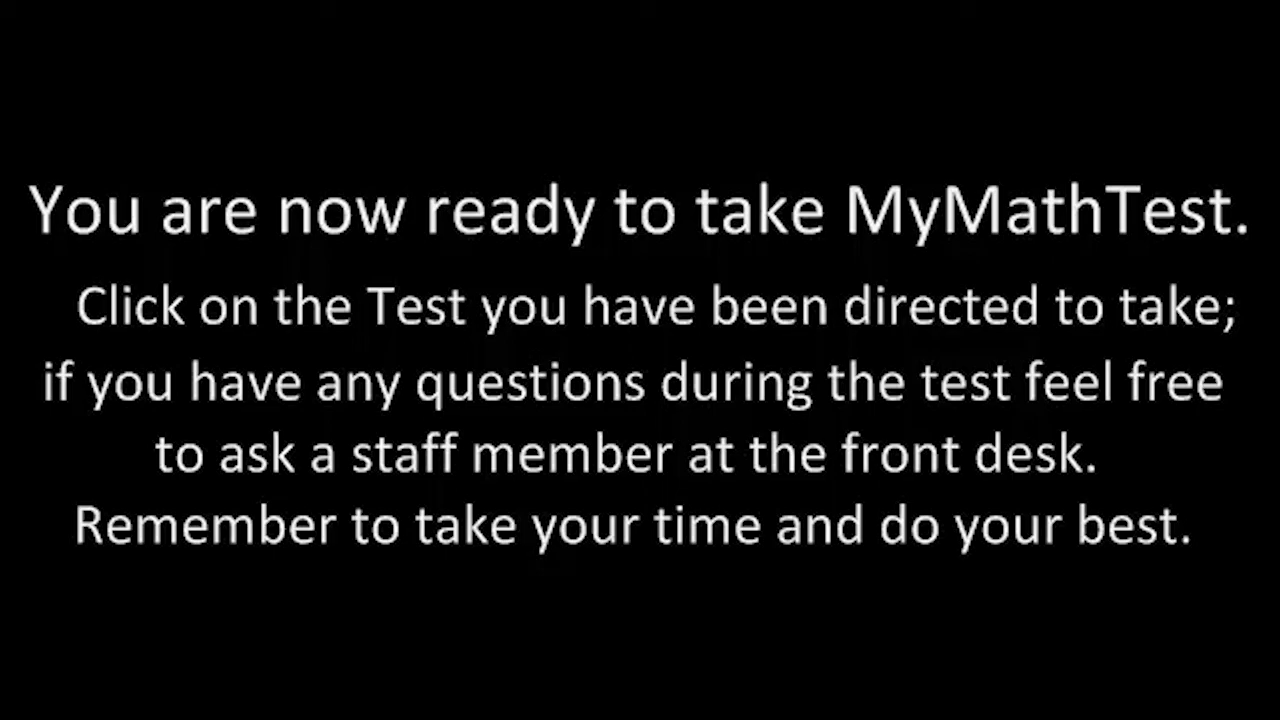 You are now ready to take MyMathTest.
Click on the Test you have been directed to take;
if you have any questions during the test feel free
to ask a staff member at the front desk.
Remember to take your time and do your best.